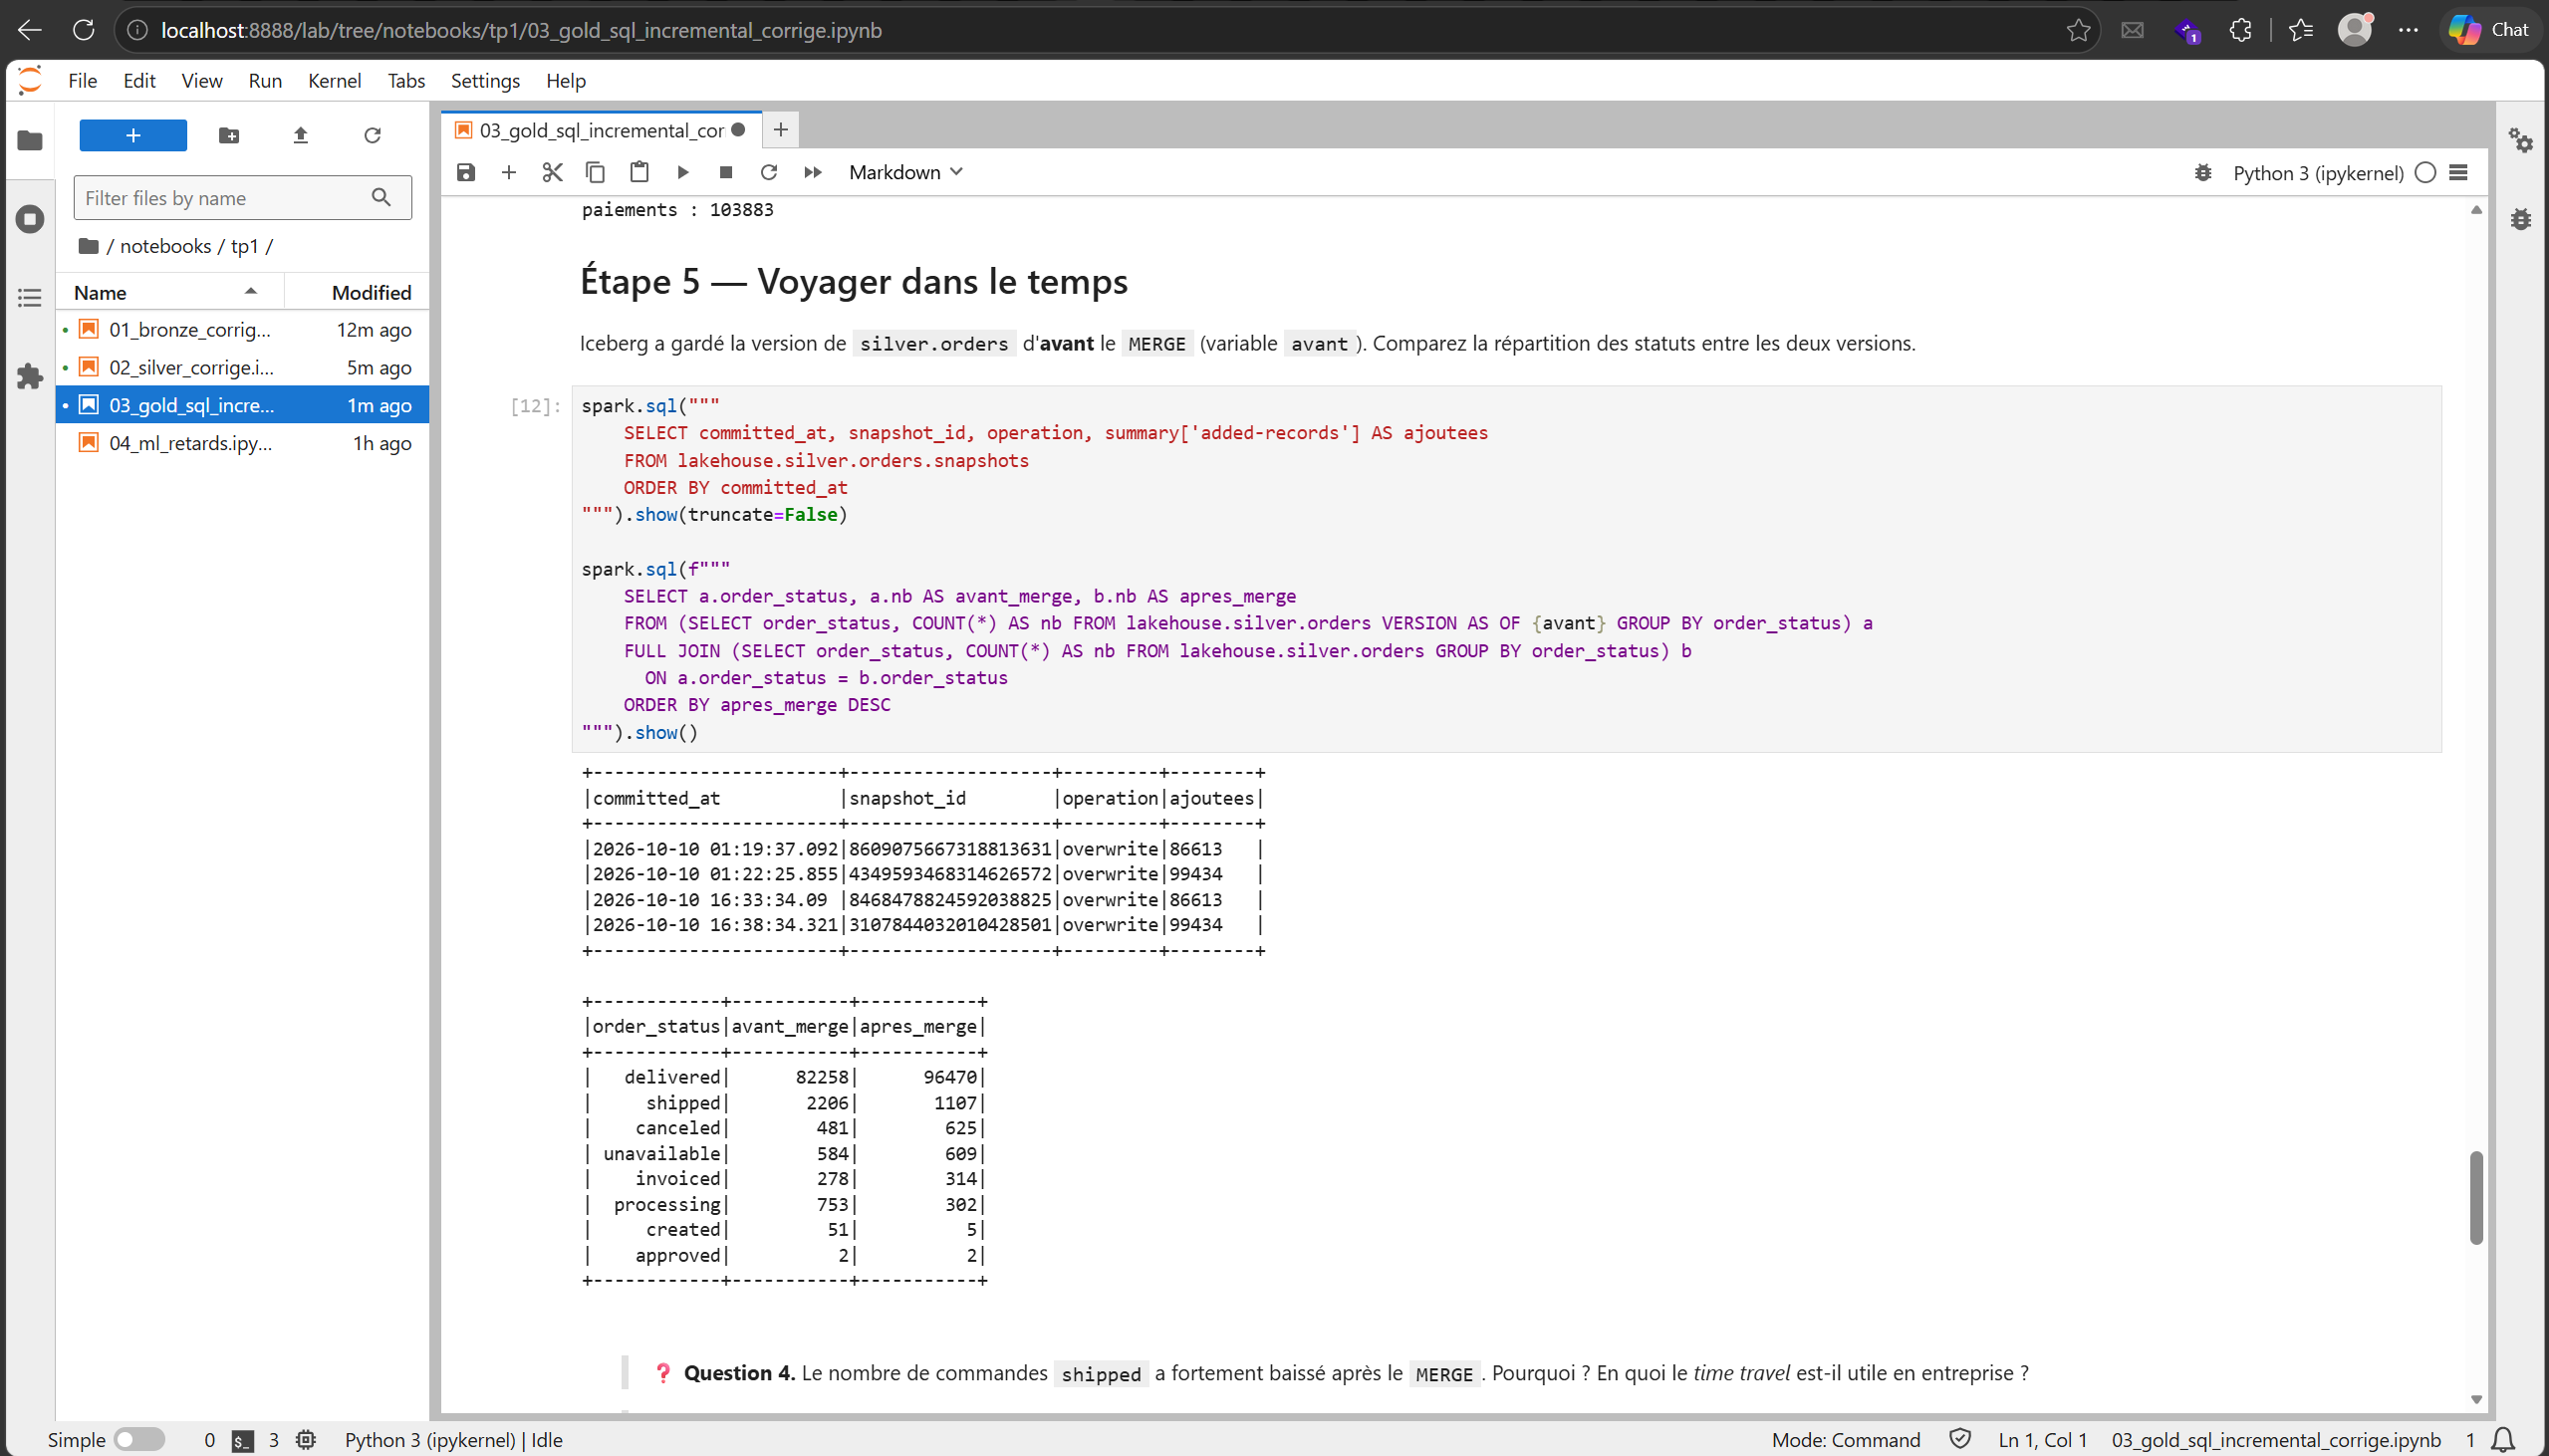 localhost:8888/lab/tree/notebooks/tp1/03_gold_sql_incremental_corrige.ipynb
1
Chat
File Edit View Run Kernel Tabs Settings Help
+
Filter files by name
/ notebooks / tp1 /
Name Modified
01_bronze_corrig... 12m ago
02_silver_corrige.i... 5m ago
03_gold_sql_incre... 1m ago
04_ml_retards.ipy... 1h ago
03_gold_sql_incremental_cor
Markdown
Python 3 (ipykernel)
paiements : 103883
Étape 5 — Voyager dans le temps
Iceberg a gardé la version de silver.orders d'avant le MERGE (variable avant ). Comparez la répartition des statuts entre les deux versions.
[12]:
spark.sql("""
    SELECT committed_at, snapshot_id, operation, summary['added-records'] AS ajoutees
    FROM lakehouse.silver.orders.snapshots
    ORDER BY committed_at
""").show(truncate=False)
spark.sql(f"""
    SELECT a.order_status, a.nb AS avant_merge, b.nb AS apres_merge
    FROM (SELECT order_status, COUNT(*) AS nb FROM lakehouse.silver.orders VERSION AS OF {avant} GROUP BY order_status) a
    FULL JOIN (SELECT order_status, COUNT(*) AS nb FROM lakehouse.silver.orders GROUP BY order_status) b
      ON a.order_status = b.order_status
    ORDER BY apres_merge DESC
""").show()
+-----------------------+-------------------+---------+--------+
|committed_at           |snapshot_id        |operation|ajoutees|
+-----------------------+-------------------+---------+--------+
|2026-10-10 01:19:37.092|8609075667318813631|overwrite|86613   |
|2026-10-10 01:22:25.855|4349593468314626572|overwrite|99434   |
|2026-10-10 16:33:34.09 |8468478824592038825|overwrite|86613   |
|2026-10-10 16:38:34.321|3107844032010428501|overwrite|99434   |
+-----------------------+-------------------+---------+--------+
+------------+-----------+-----------+
|order_status|avant_merge|apres_merge|
+------------+-----------+-----------+
|   delivered|      82258|      96470|
|     shipped|       2206|       1107|
|    canceled|        481|        625|
| unavailable|        584|        609|
|    invoiced|        278|        314|
|  processing|        753|        302|
|     created|         51|          5|
|    approved|          2|          2|
+------------+-----------+-----------+
❓ Question 4. Le nombre de commandes shipped a fortement baissé après le MERGE . Pourquoi ? En quoi le time travel est-il utile en entreprise ?
Simple 0 $_ 3 Python 3 (ipykernel) | Idle Mode: Command Ln 1, Col 1 03_gold_sql_incremental_corrige.ipynb 1